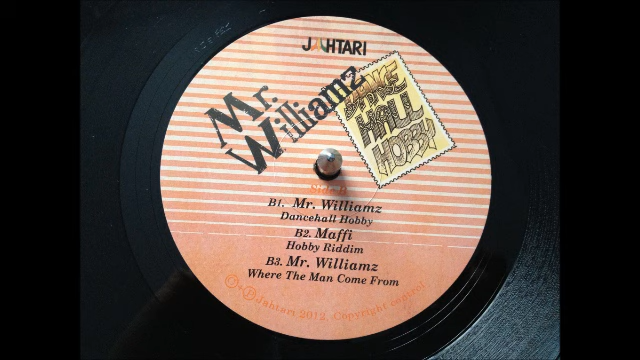 JAHTARI
Mr.
Williamz
DANCE
HALL
HOBBY
Side B
B1. Mr. Williamz
Dancehall Hobby
B2. Maffi
Hobby Riddim
B3. Mr. Williamz
Where The Man Come From
©+℗ Jahtari 2012. Copyright control